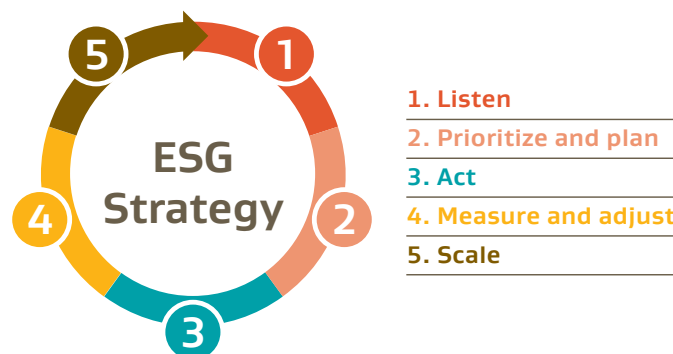 5
1
ESG
Strategy
4
2
3
1. Listen
2. Prioritize and plan
3. Act
4. Measure and adjust
5. Scale